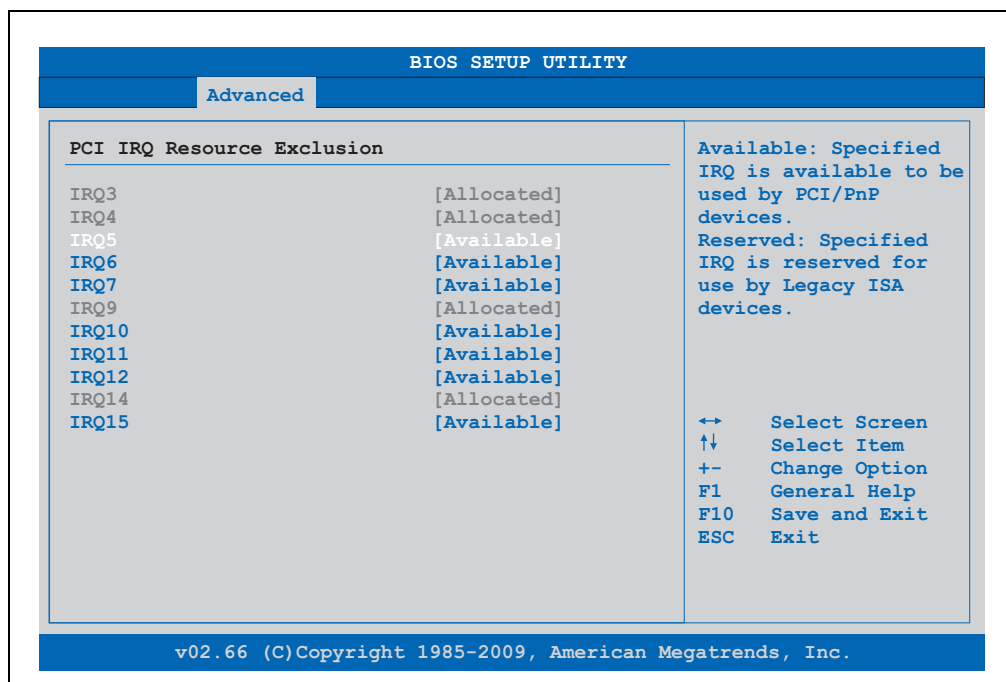 BIOS SETUP UTILITY
Advanced
PCI IRQ Resource Exclusion
IRQ3 [Allocated]
IRQ4 [Allocated]
IRQ5 [Available]
IRQ6 [Available]
IRQ7 [Available]
IRQ9 [Allocated]
IRQ10 [Available]
IRQ11 [Available]
IRQ12 [Available]
IRQ14 [Allocated]
IRQ15 [Available]
Available: Specified
IRQ is available to be
used by PCI/PnP
devices.
Reserved: Specified
IRQ is reserved for
use by Legacy ISA
devices.
↔ Select Screen
↑↓ Select Item
+- Change Option
F1 General Help
F10 Save and Exit
ESC Exit
v02.66 (C)Copyright 1985-2009, American Megatrends, Inc.